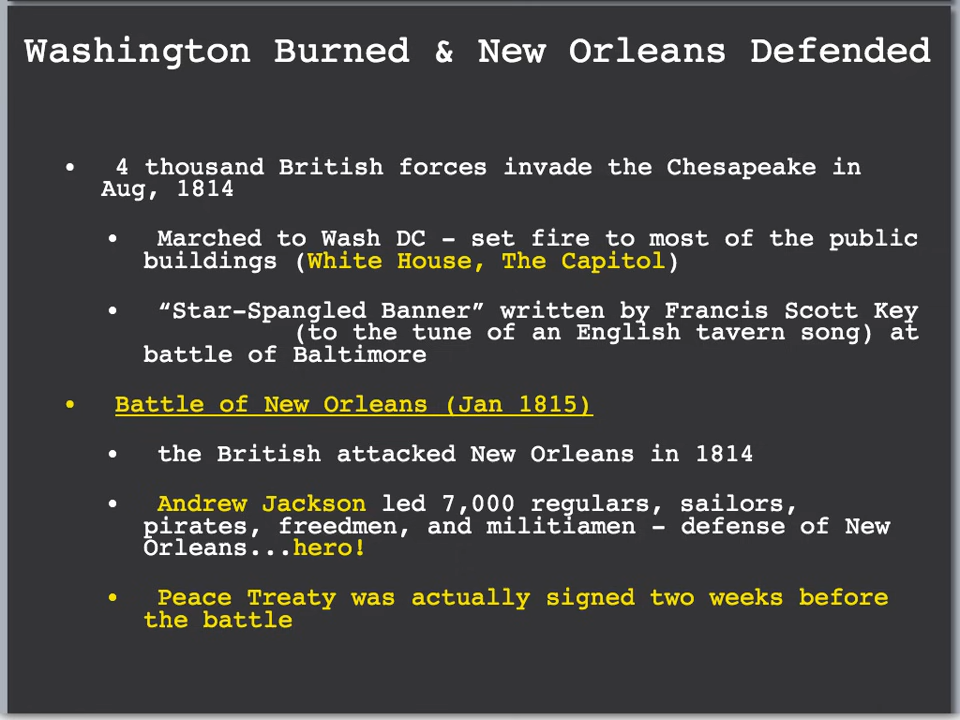 Washington Burned & New Orleans Defended
• 4 thousand British forces invade the Chesapeake in
Aug, 1814
• Marched to Wash DC – set fire to most of the public
buildings (White House, The Capitol)
• “Star-Spangled Banner” written by Francis Scott Key
(to the tune of an English tavern song) at
battle of Baltimore
• Battle of New Orleans (Jan 1815)
• the British attacked New Orleans in 1814
• Andrew Jackson led 7,000 regulars, sailors,
pirates, freedmen, and militiamen – defense of New
Orleans...hero!
• Peace Treaty was actually signed two weeks before
the battle